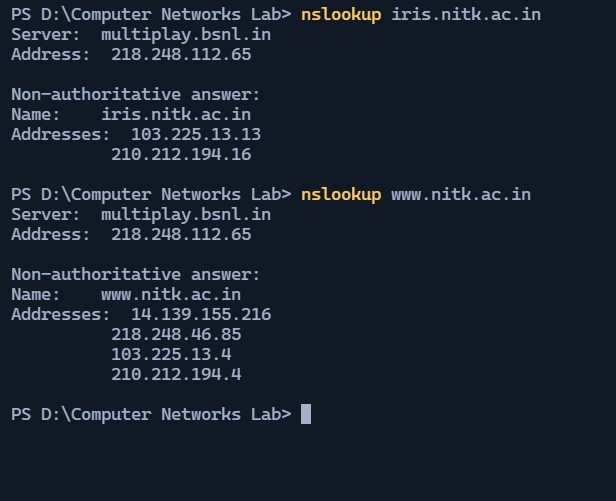 PS D:\Computer Networks Lab> nslookup iris.nitk.ac.in
Server:  multiplay.bsnl.in
Address:  218.248.112.65

Non-authoritative answer:
Name:    iris.nitk.ac.in
Addresses:  103.225.13.13
          210.212.194.16

PS D:\Computer Networks Lab> nslookup www.nitk.ac.in
Server:  multiplay.bsnl.in
Address:  218.248.112.65

Non-authoritative answer:
Name:    www.nitk.ac.in
Addresses:  14.139.155.216
          218.248.46.85
          103.225.13.4
          210.212.194.4

PS D:\Computer Networks Lab>